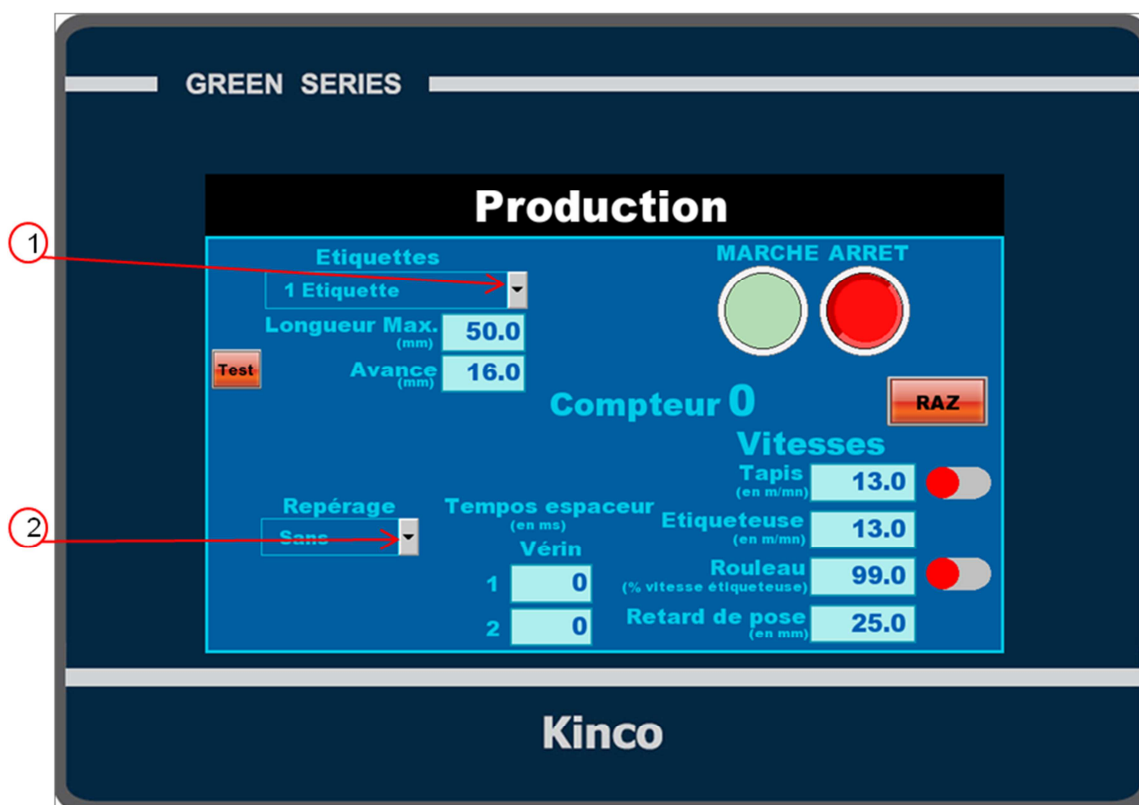 GREEN SERIES
Production
1
Etiquettes
1 Etiquette
Longueur Max.
(mm)
50.0
Test
Avance
(mm)
16.0
MARCHE ARRET
Compteur 0
RAZ
Vitesses
Tapis
(en m/mn)
13.0
Etiqueteuse
(en m/mn)
13.0
Rouleau
(% vitesse étiqueteuse)
99.0
Retard de pose
(en mm)
25.0
2
Repérage
Sans
Tempos espaceur
(en ms)
Vérin
1 0
2 0
Kinco